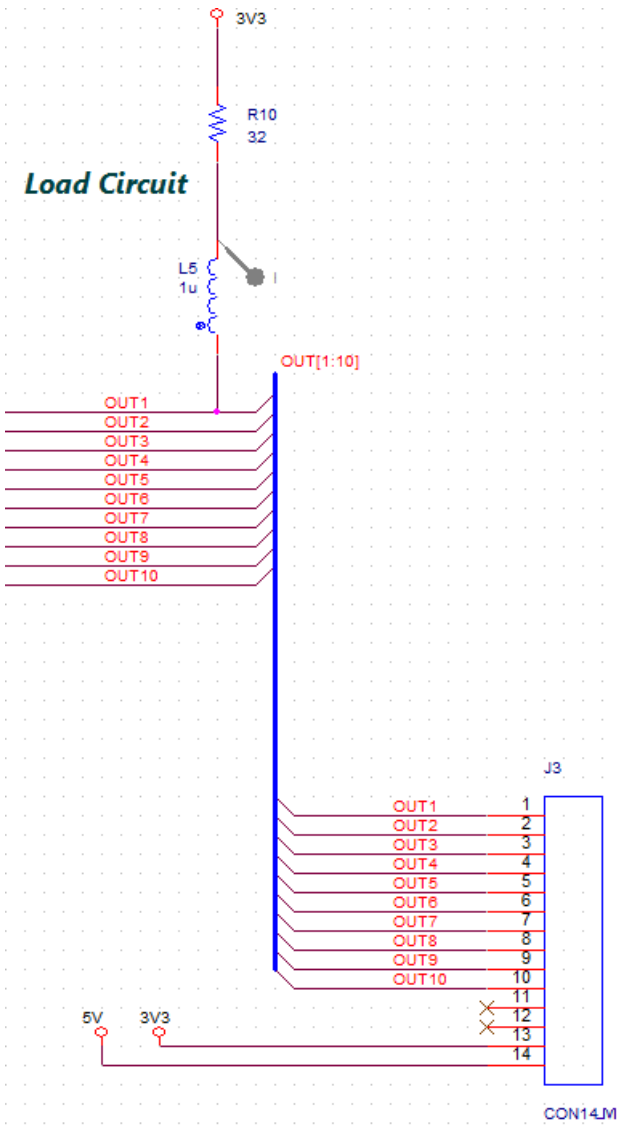 3V3
R10
32
Load Circuit
L5
1u
I
OUT[1:10]
OUT1
OUT2
OUT3
OUT4
OUT5
OUT6
OUT7
OUT8
OUT9
OUT10
J3
OUT1 1
OUT2 2
OUT3 3
OUT4 4
OUT5 5
OUT6 6
OUT7 7
OUT8 8
OUT9 9
OUT10 10
11
12
5V 3V3
13
14
CON14_M